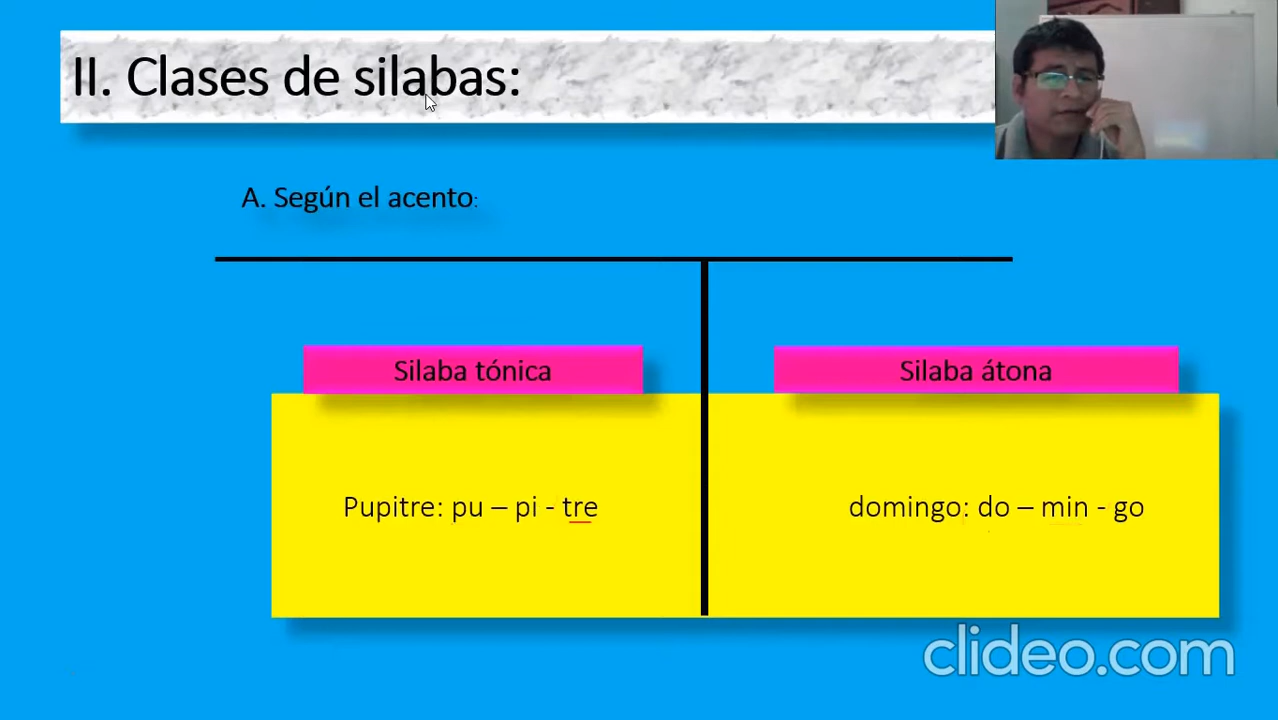 II. Clases de silabas:
A. Según el acento:
Silaba tónica
Silaba átona
Pupitre: pu – pi - tre
domingo: do – min - go
clideo.com